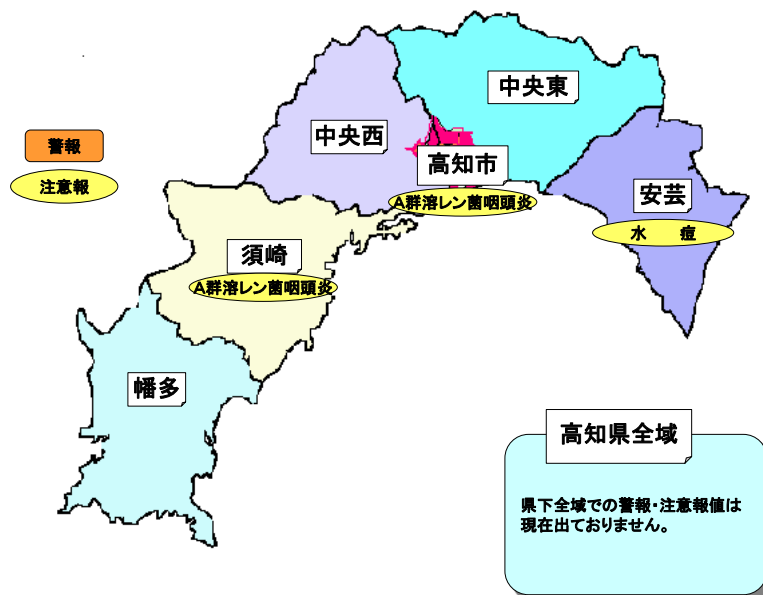 中央東
中央西
警報
高知市
注意報
安芸
A群溶レン菌咽頭炎
水 痘
須崎
A群溶レン菌咽頭炎
幡多
高知県全域
県下全域での警報・注意報値は
現在出ておりません。